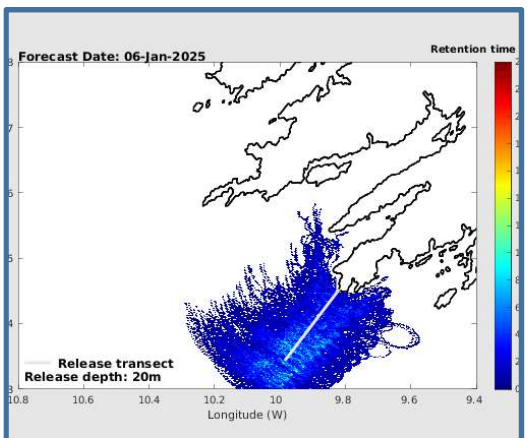 Retention time
Forecast Date: 06-Jan-2025
Release transect
Release depth: 20m
10.8 10.6 10.4 10.2 10 9.8 9.6 9.4
Longitude (W)